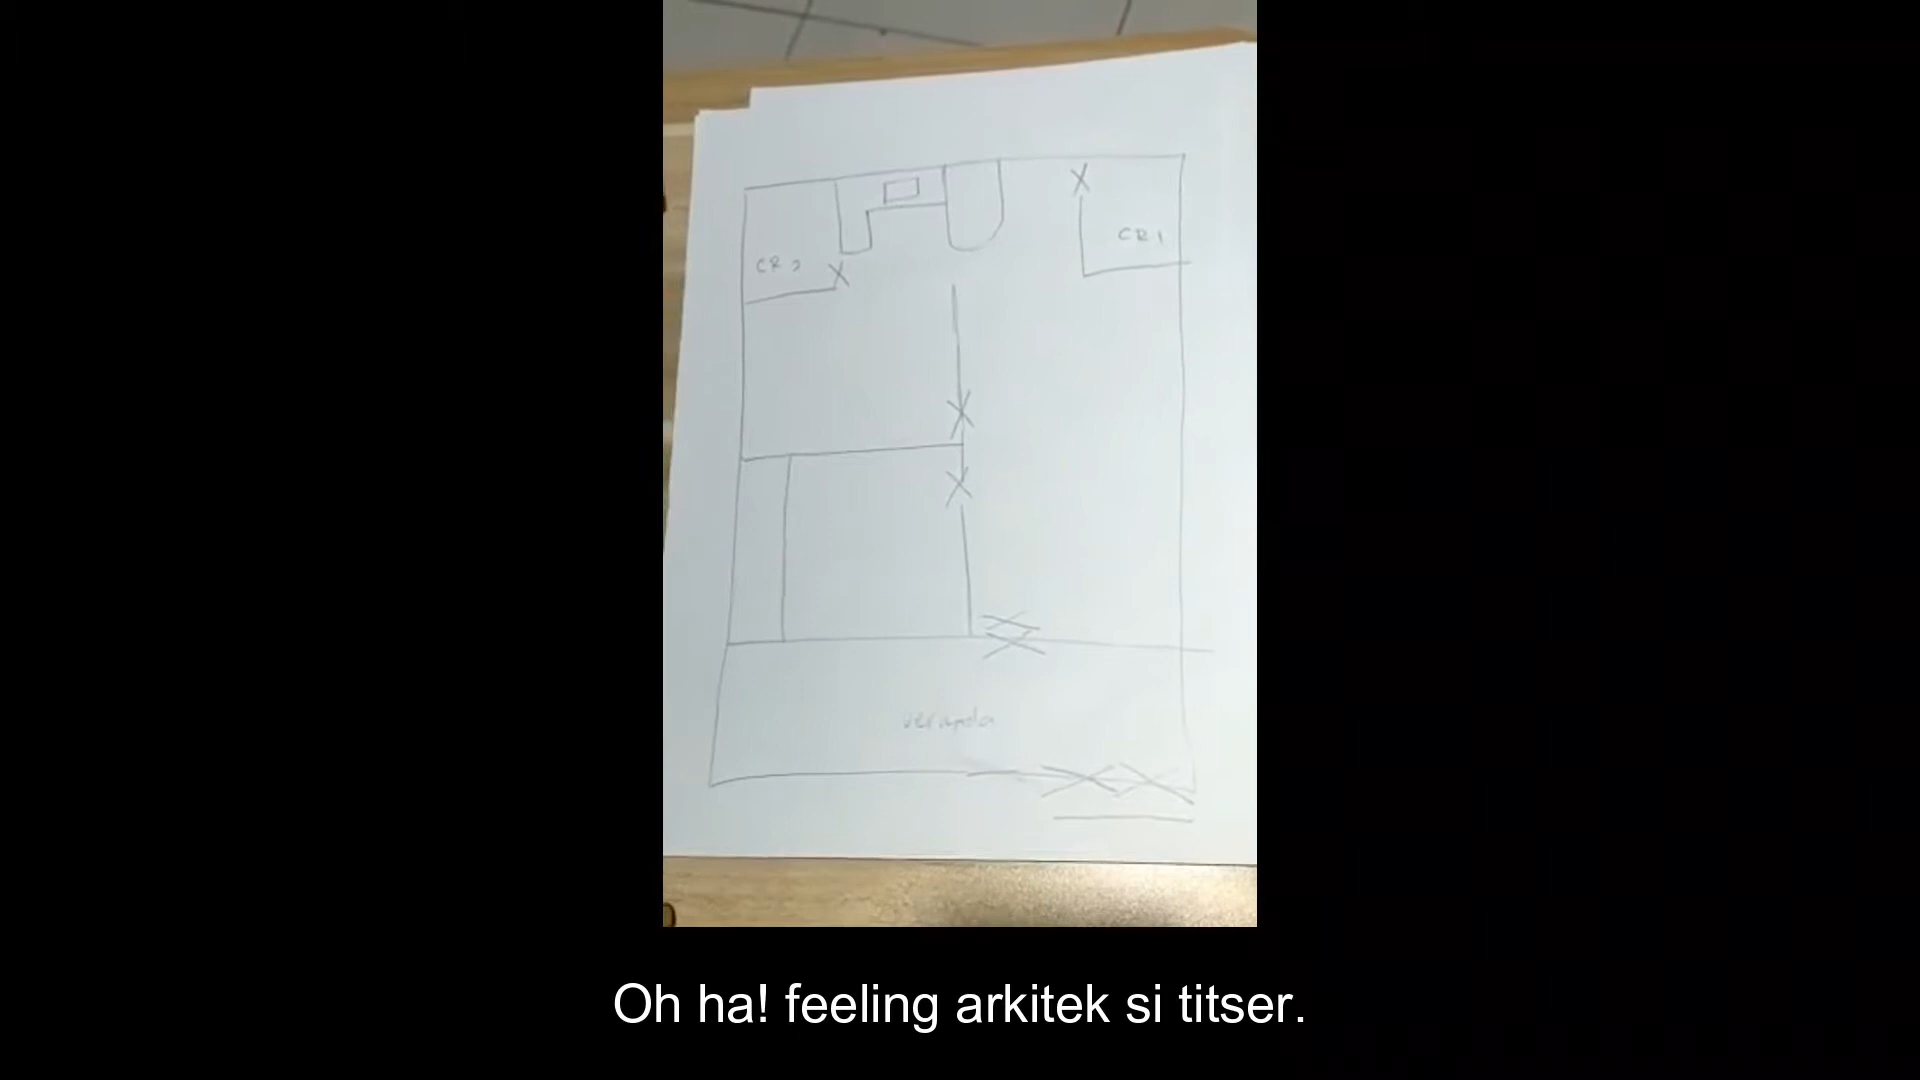 CR 1
CR 2
veranda
Oh ha! feeling arkitek si titser.